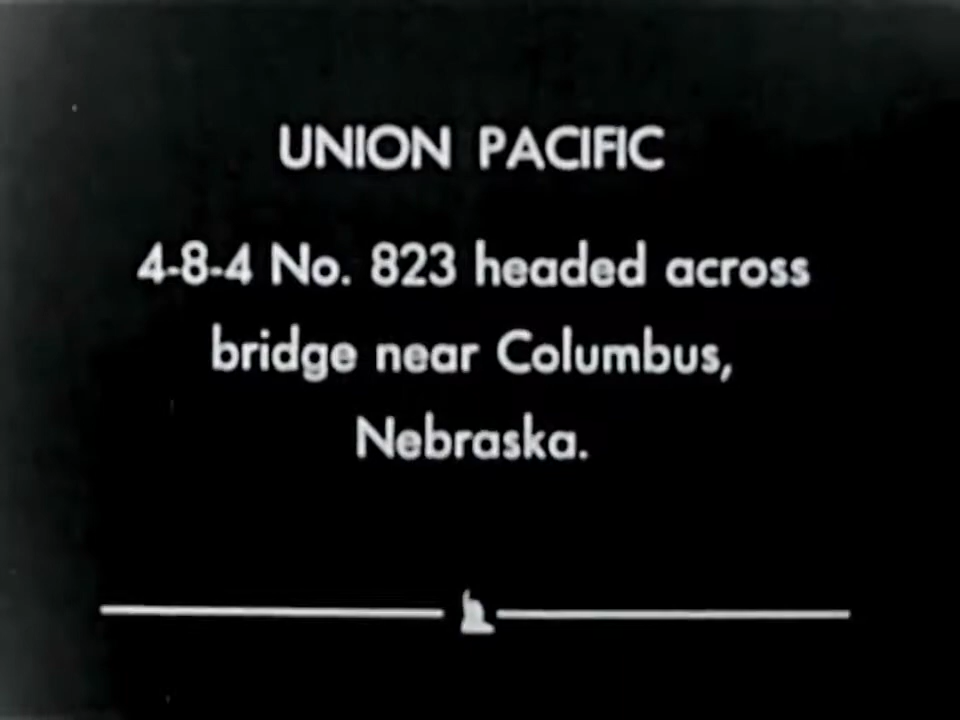 UNION PACIFIC
4-8-4 No. 823 headed across
bridge near Columbus,
Nebraska.